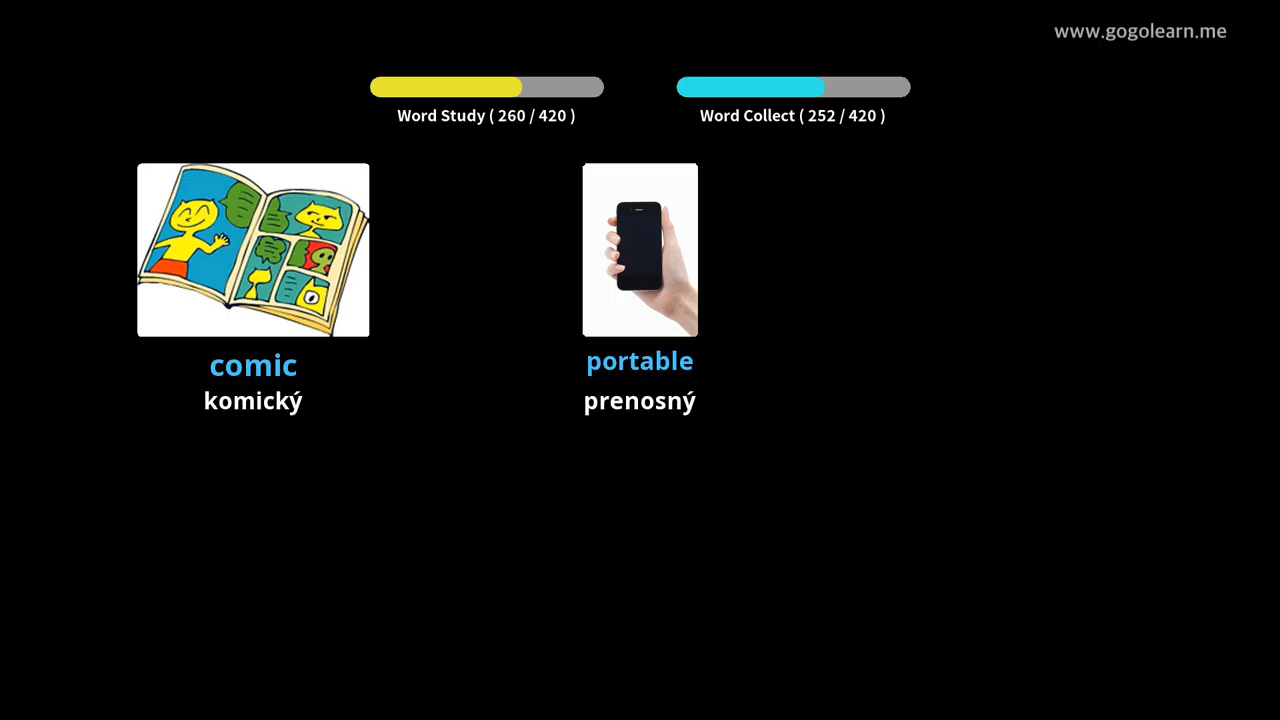 www.gogolearn.me
Word Study ( 260 / 420 )
Word Collect ( 252 / 420 )
comic
komický
portable
prenosný